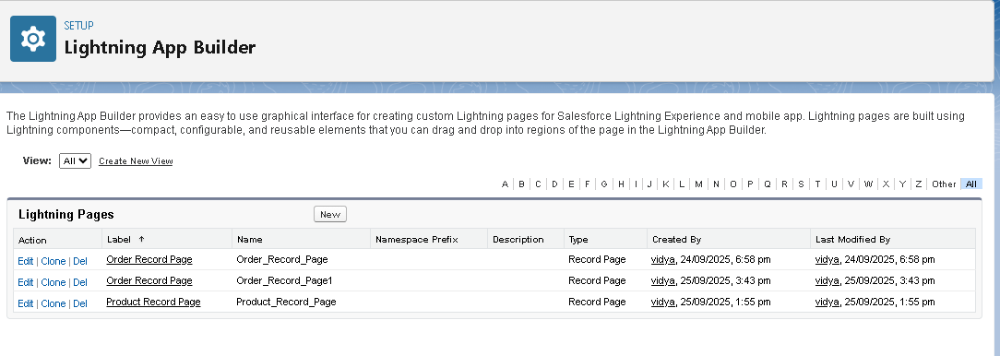 SETUP
Lightning App Builder
The Lightning App Builder provides an easy to use graphical interface for creating custom Lightning pages for Salesforce Lightning Experience and mobile app. Lightning pages are built using
Lightning components—compact, configurable, and reusable elements that you can drag and drop into regions of the page in the Lightning App Builder.
View: All Create New View
A B C D E F G H I J K L M N O P Q R S T U V W X Y Z Other All
Lightning Pages New
Action Label ↑ Name Namespace Prefix Description Type Created By Last Modified By
Edit | Clone | Del Order Record Page Order_Record_Page Record Page vidya, 24/09/2025, 6:58 pm vidya, 24/09/2025, 6:58 pm
Edit | Clone | Del Order Record Page Order_Record_Page1 Record Page vidya, 25/09/2025, 3:43 pm vidya, 25/09/2025, 3:43 pm
Edit | Clone | Del Product Record Page Product_Record_Page Record Page vidya, 25/09/2025, 1:55 pm vidya, 25/09/2025, 1:55 pm